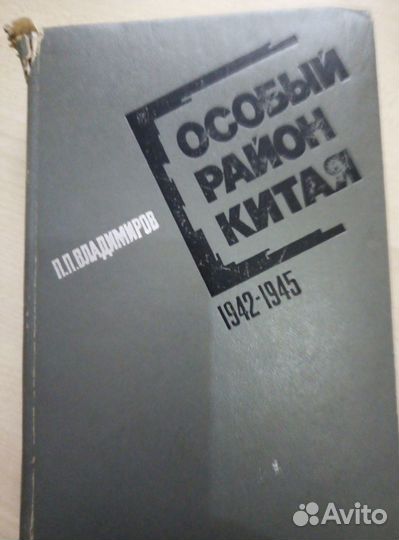 П.П.ВЛАДИМИРОВ
ОСОБЫЙ
РАЙОН
КИТАЯ
1942-1945
Avito